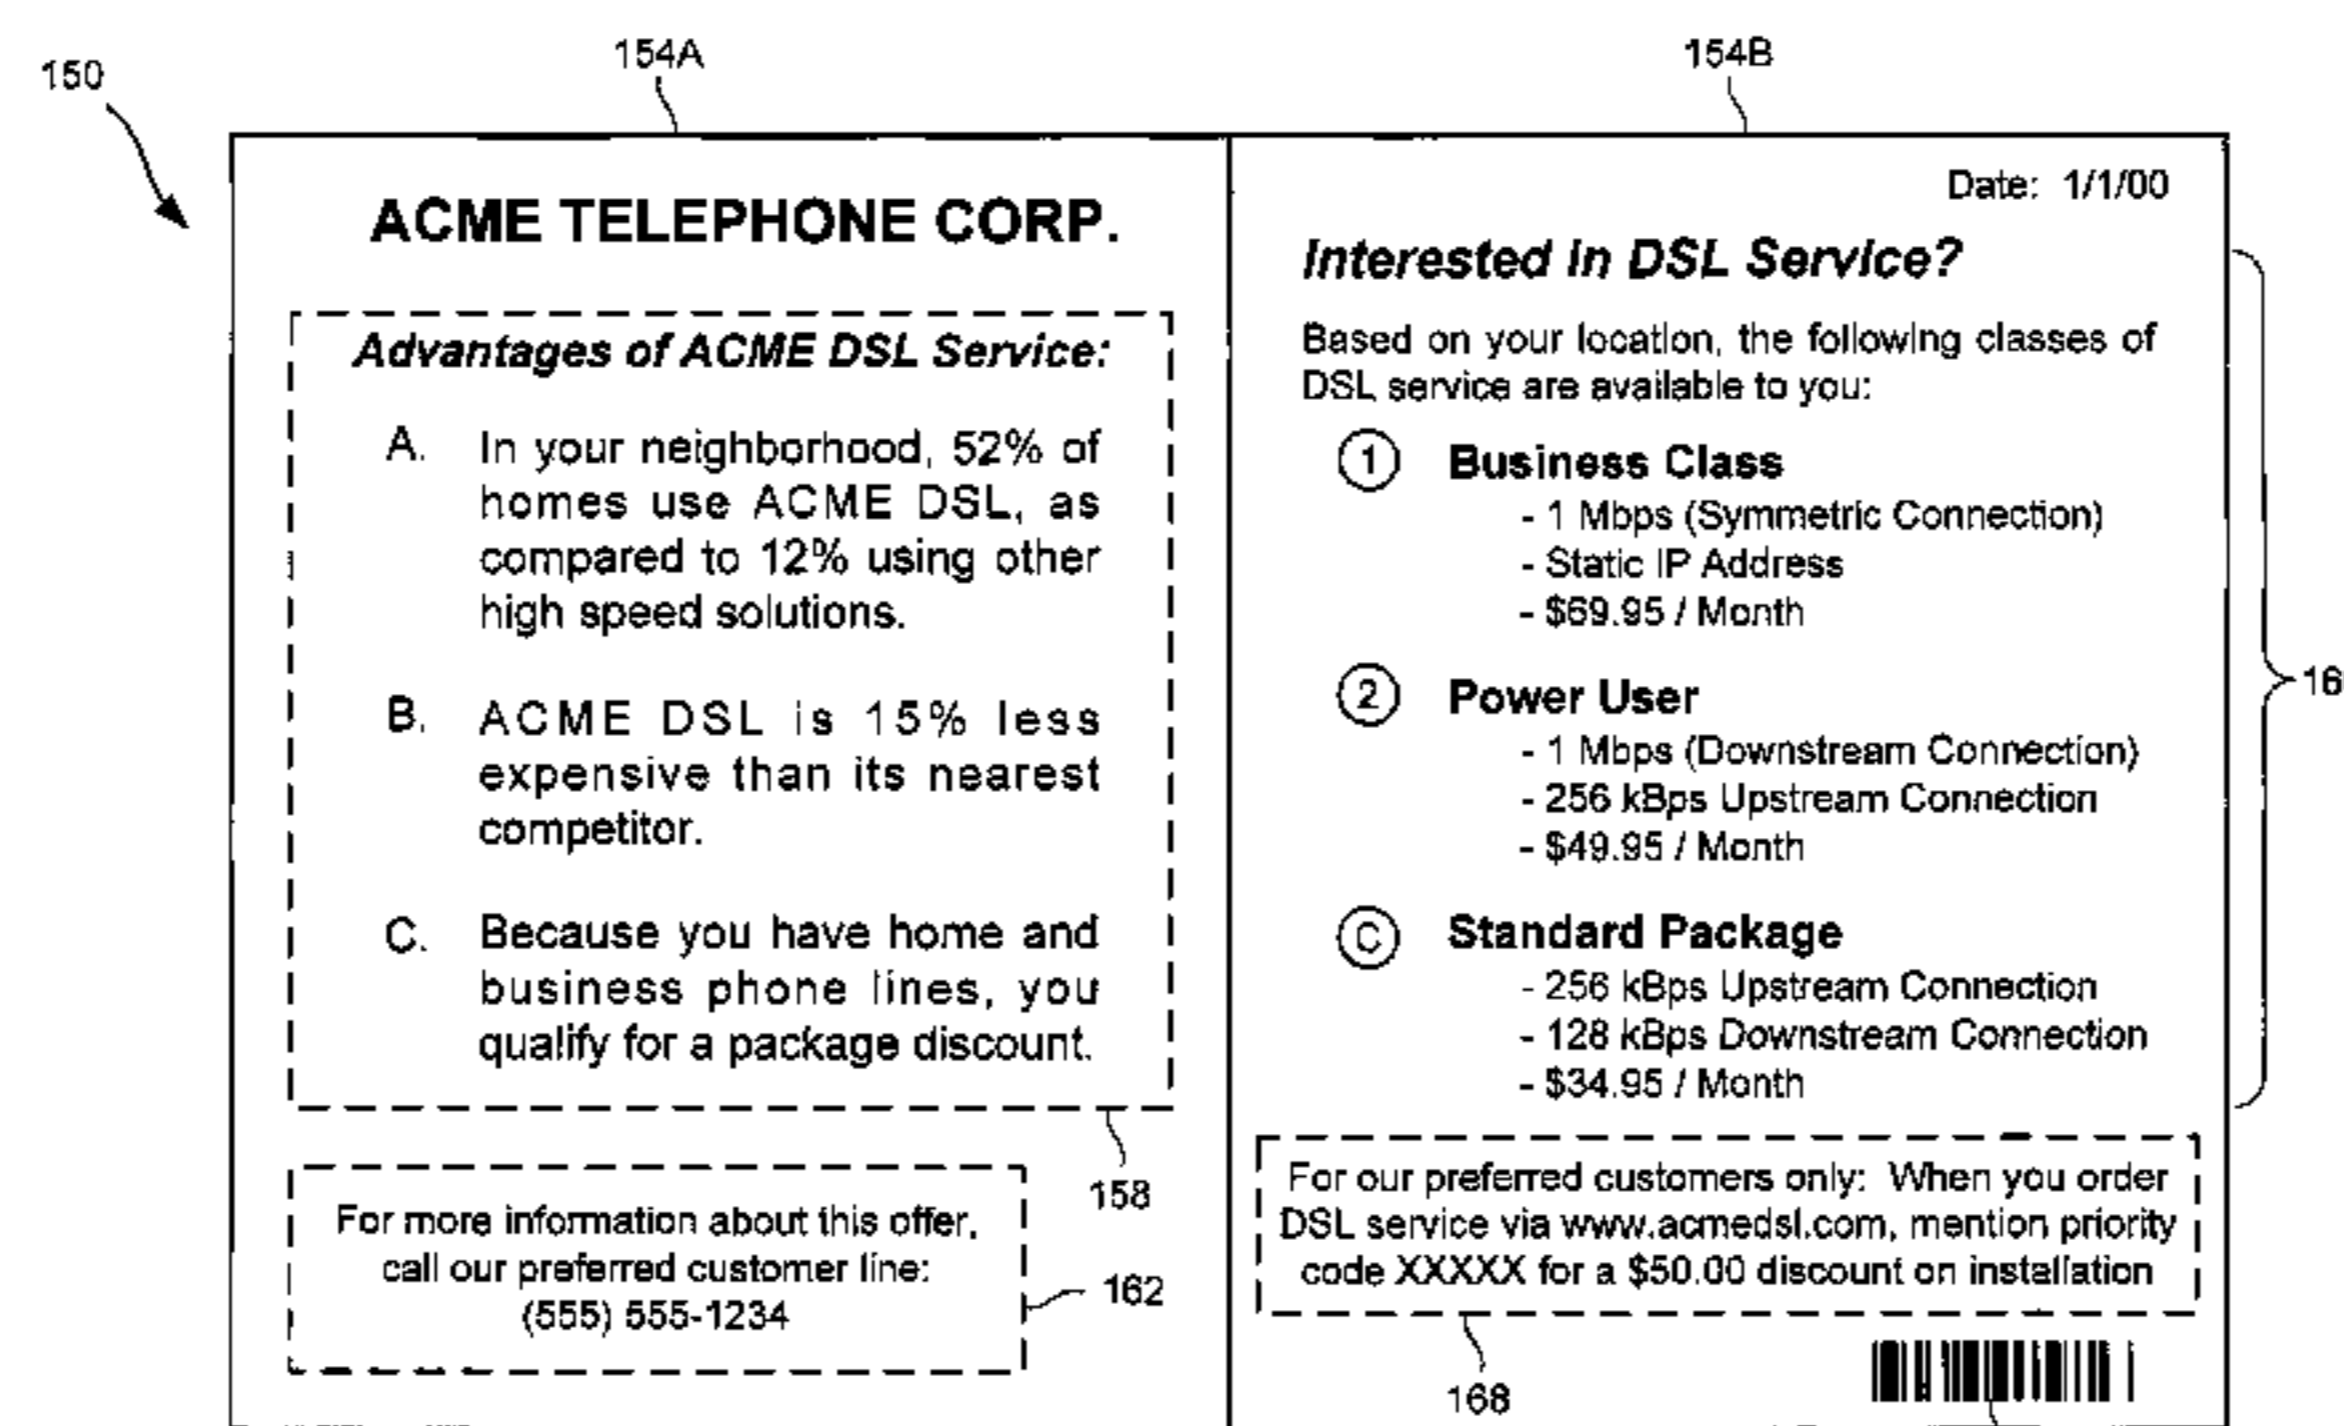 150
154A
154B
ACME TELEPHONE CORP.
Advantages of ACME DSL Service:
A. In your neighborhood, 52% of
homes use ACME DSL, as
compared to 12% using other
high speed solutions.
B. ACME DSL is 15% less
expensive than its nearest
competitor.
C. Because you have home and
business phone lines, you
qualify for a package discount.
158
For more information about this offer,
call our preferred customer line:
(555) 555-1234
162
Date: 1/1/00
Interested in DSL Service?
Based on your location, the following classes of
DSL service are available to you:
1 Business Class
- 1 Mbps (Symmetric Connection)
- Static IP Address
- $69.95 / Month
2 Power User
- 1 Mbps (Downstream Connection)
- 256 kBps Upstream Connection
- $49.95 / Month
C Standard Package
- 256 kBps Upstream Connection
- 128 kBps Downstream Connection
- $34.95 / Month
For our preferred customers only: When you order
DSL service via www.acmedsl.com, mention priority
code XXXXX for a $50.00 discount on installation
168